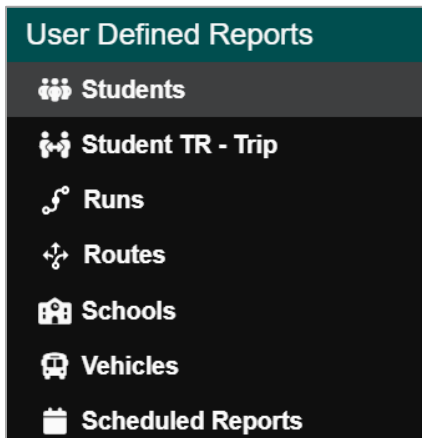 User Defined Reports
Students
Student TR - Trip
Runs
Routes
Schools
Vehicles
Scheduled Reports